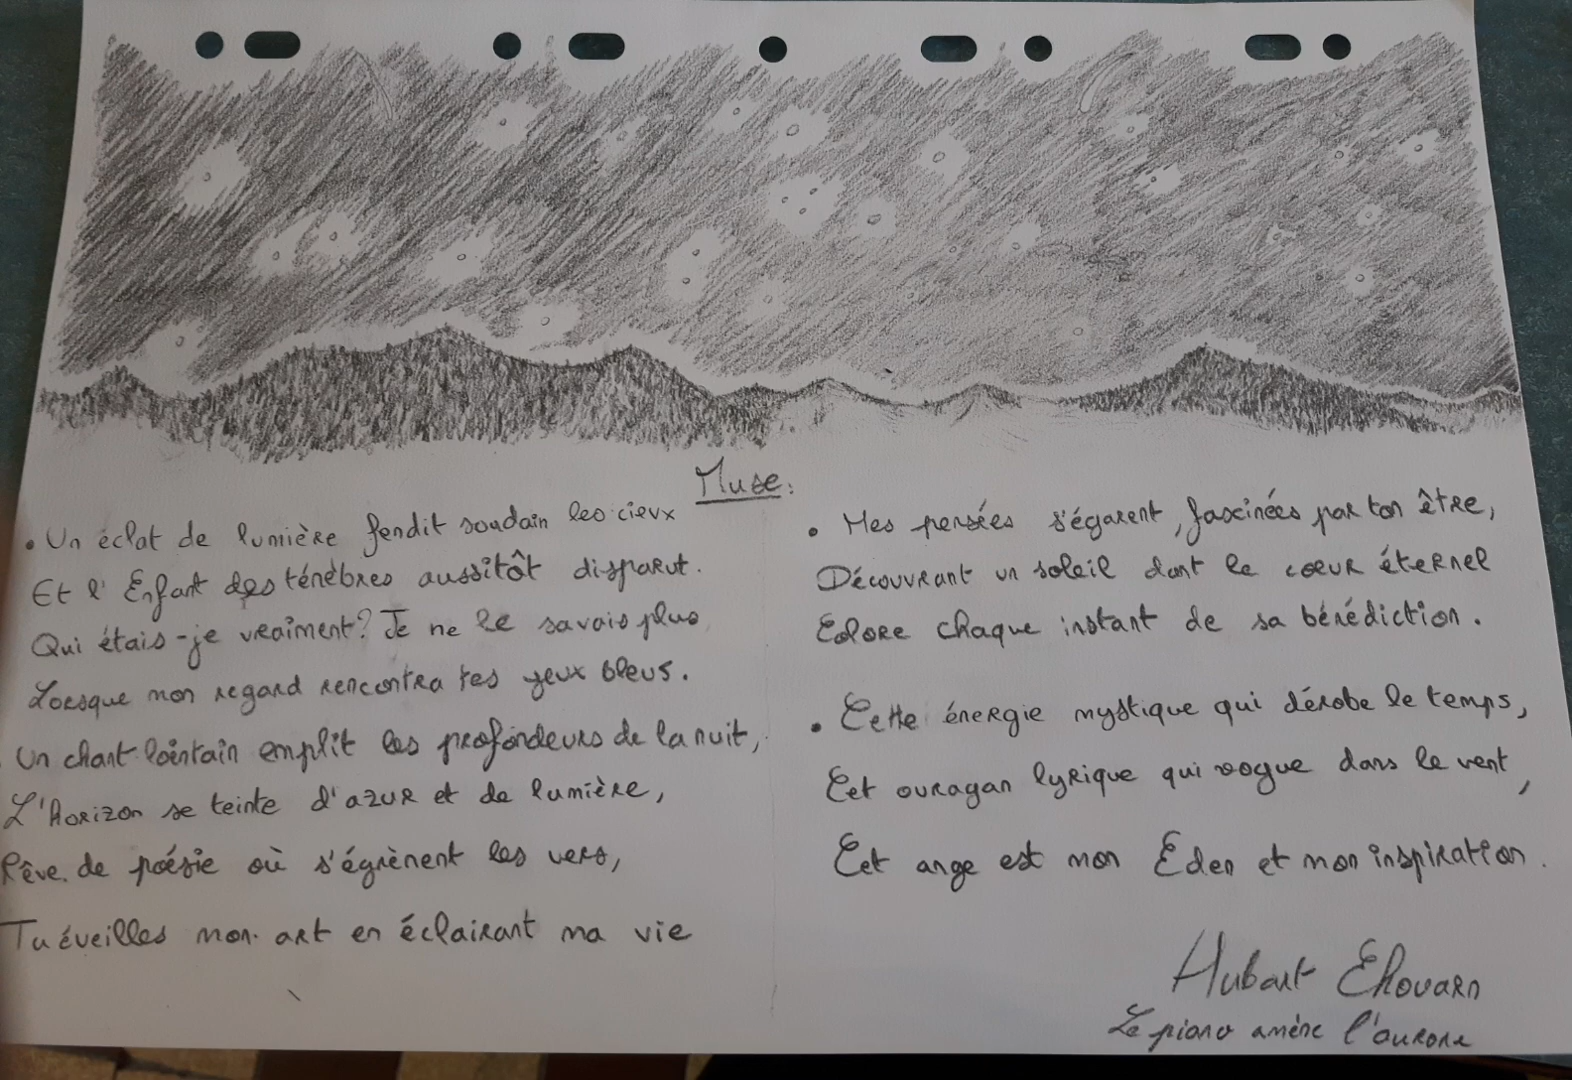 Muse.
• Un éclat de lumière fendit soudain les cieux
Et l'Enfant des ténèbres aussitôt disparut.
Qui étais-je vraiment? Je ne le savais plus
Lorsque mon regard rencontra tes yeux bleus.
• Un chant lointain emplit les profondeurs de la nuit,
L'Horizon se teinte d'azur et de lumière,
Rêve de poésie où s'égrènent les vers,
Tu éveilles mon art en éclairant ma vie
• Mes pensées s'égarent, fascinées par ton être,
Découvrant un soleil dont le cœur éternel
Colore chaque instant de sa bénédiction.
• Cette énergie mystique qui dérobe le temps,
Cet ouragan lyrique qui vogue dans le vent,
Cet ange est mon Eden et mon inspiration.
Hubert Elouarn
Le piano amène l'aurore